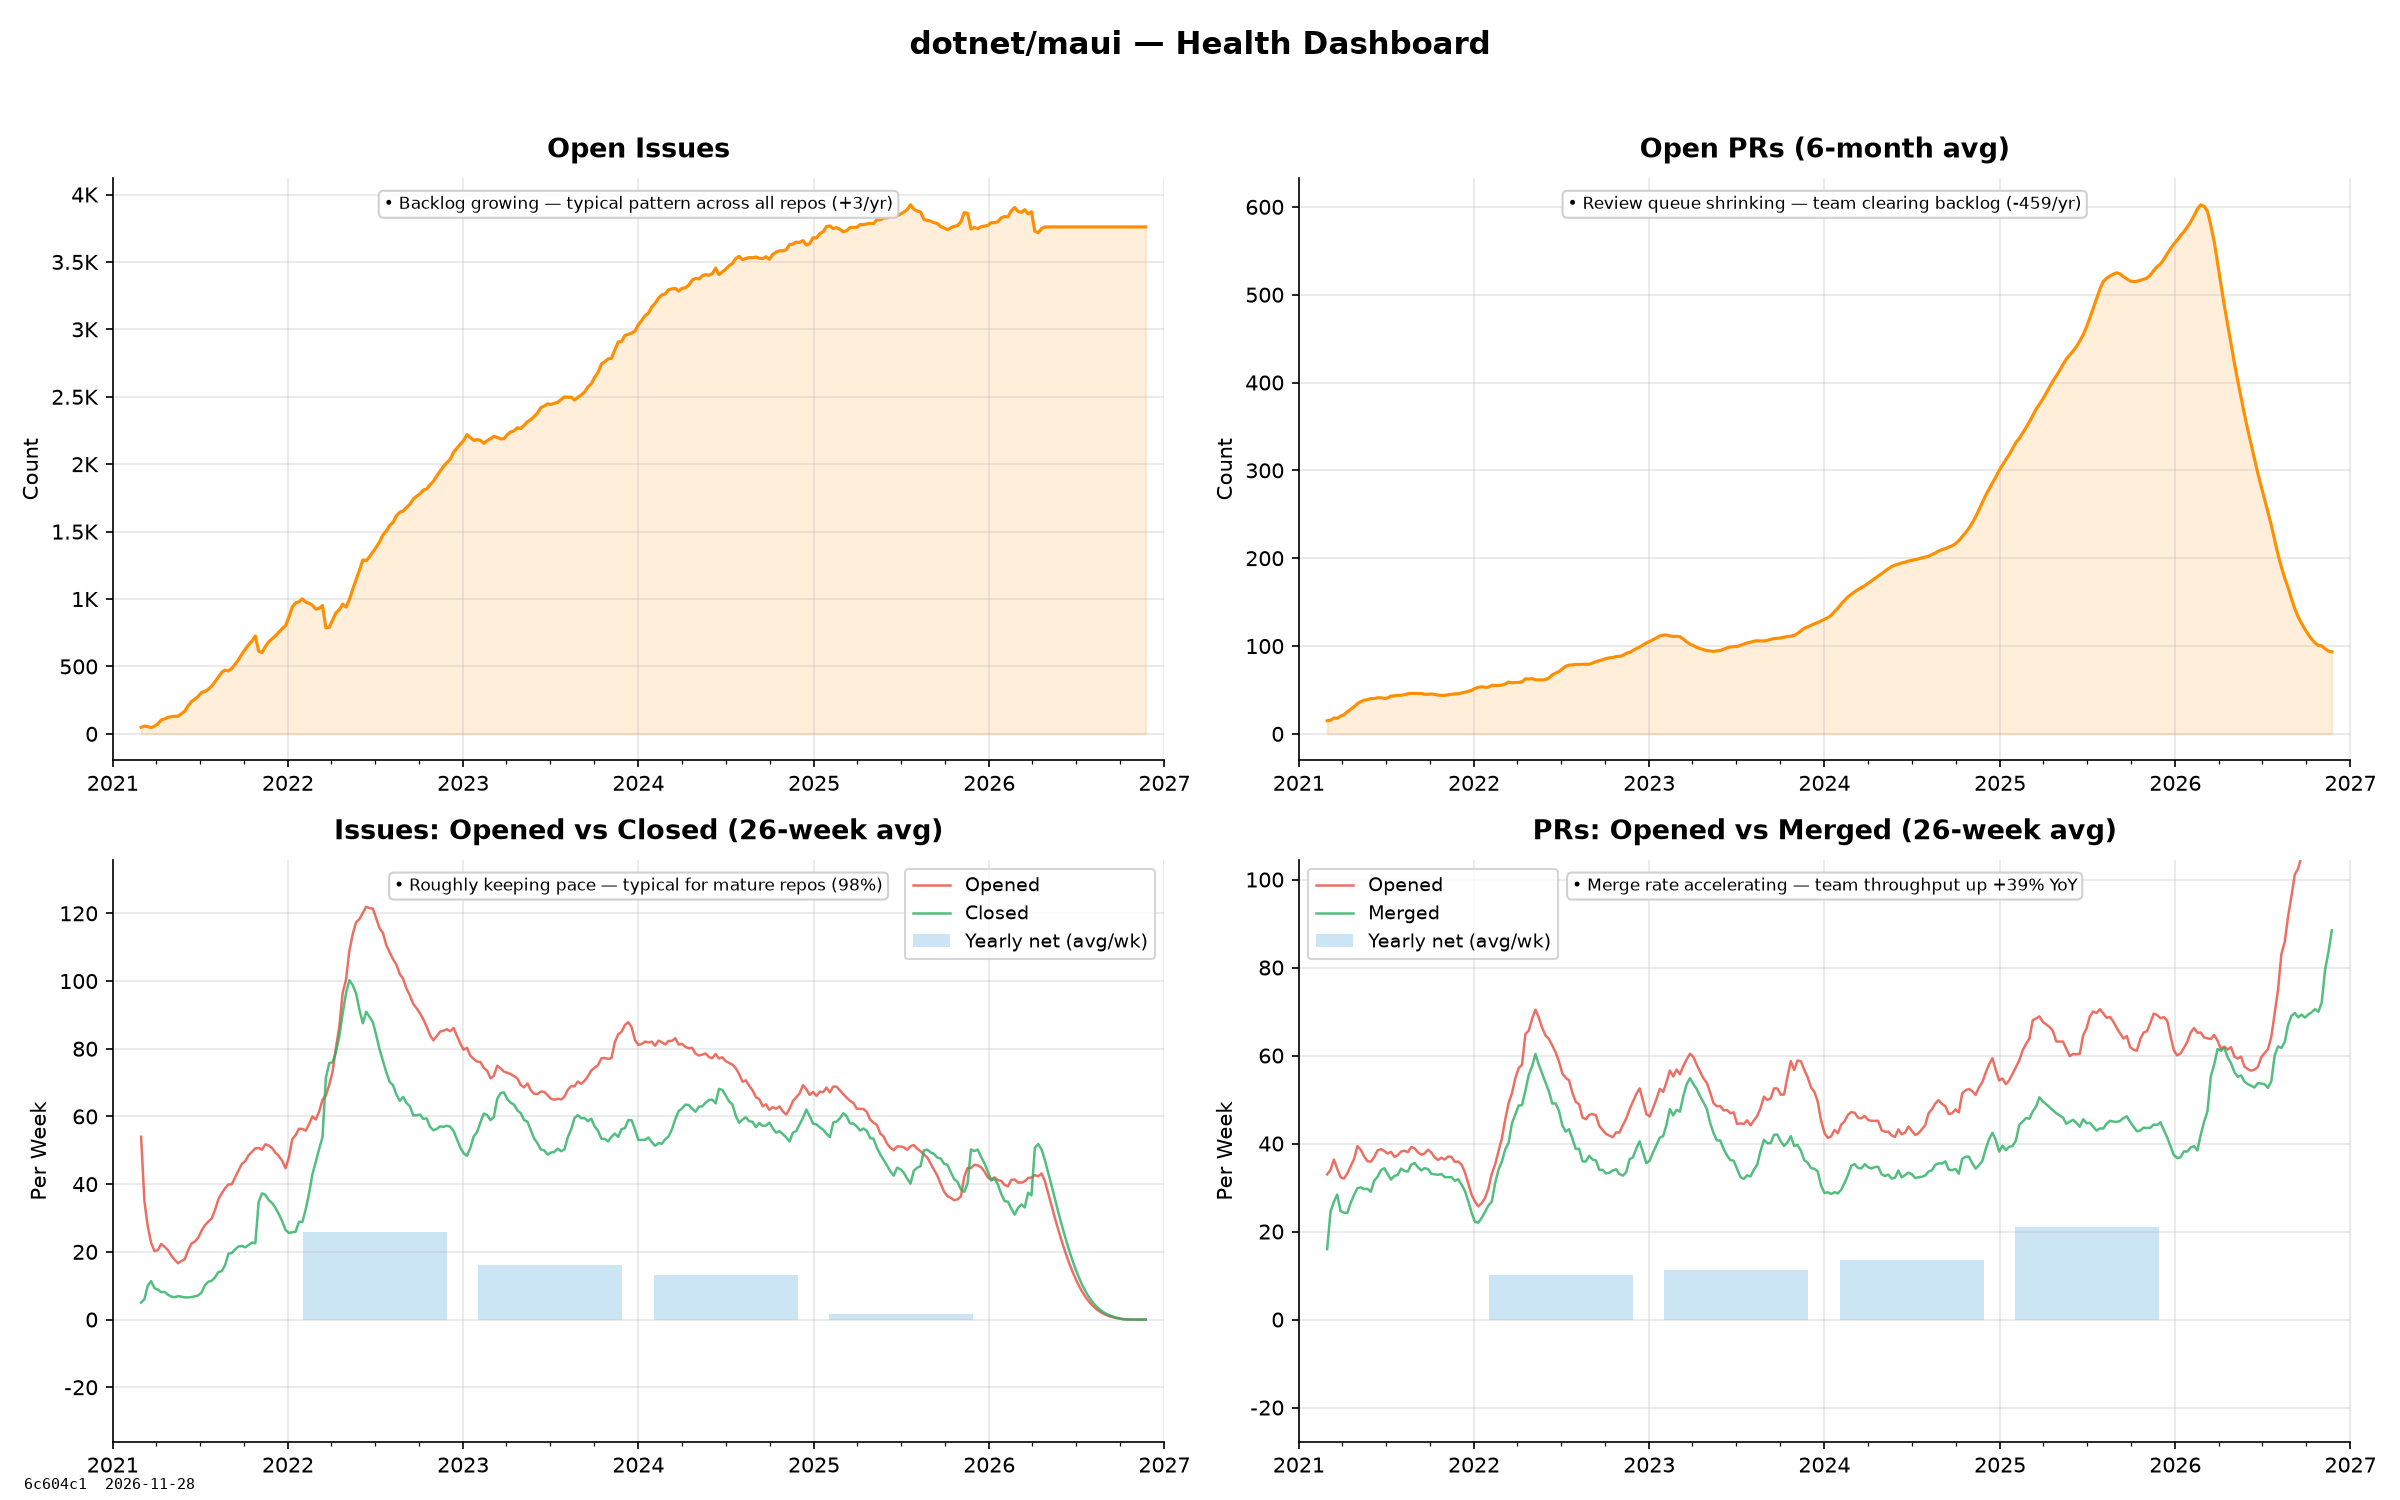 dotnet/maui — Health Dashboard
Open Issues
• Backlog growing — typical pattern across all repos (+3/yr)
4K
3.5K
3K
2.5K
2K
1.5K
1K
500
0
Count
2021 2022 2023 2024 2025 2026 2027
Open PRs (6-month avg)
• Review queue shrinking — team clearing backlog (-459/yr)
600
500
400
300
200
100
0
Count
2021 2022 2023 2024 2025 2026 2027
Issues: Opened vs Closed (26-week avg)
• Roughly keeping pace — typical for mature repos (98%)
Opened
Closed
Yearly net (avg/wk)
120
100
80
60
40
20
0
-20
Per Week
2021 2022 2023 2024 2025 2026 2027
PRs: Opened vs Merged (26-week avg)
Opened
Merged
Yearly net (avg/wk)
• Merge rate accelerating — team throughput up +39% YoY
100
80
60
40
20
0
-20
Per Week
2021 2022 2023 2024 2025 2026 2027
6c604c1 2026-11-28